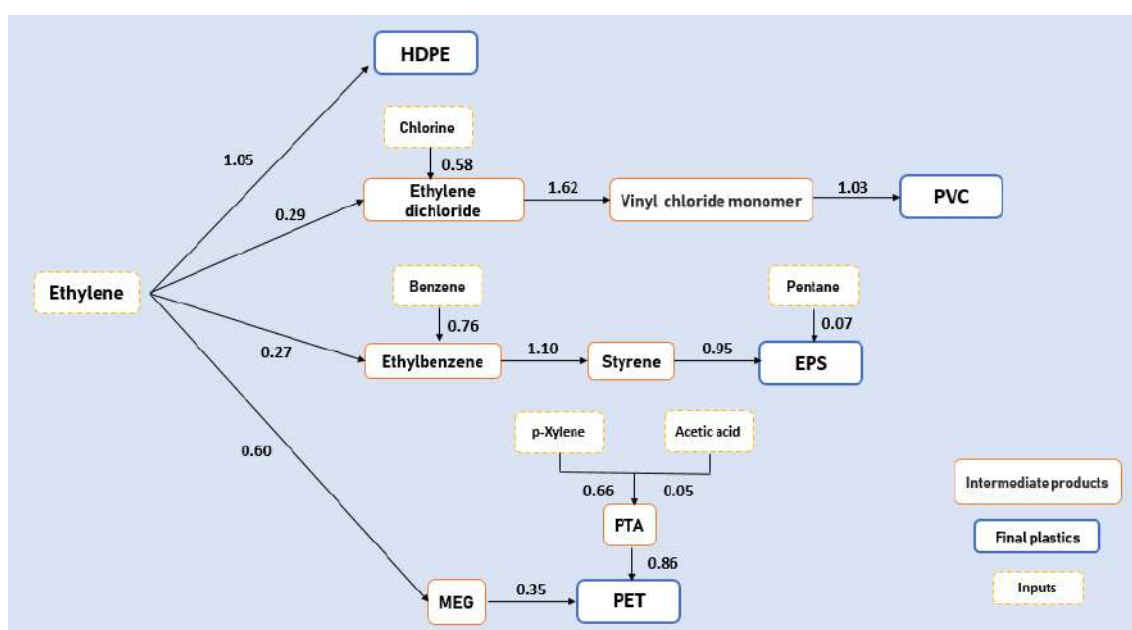 HDPE
Chlorine
1.05
0.58
Ethylene
dichloride
1.62
Vinyl chloride monomer
1.03
PVC
0.29
Ethylene
Benzene
Pentane
0.76
0.07
0.27
Ethylbenzene
1.10
Styrene
0.95
EPS
p-Xylene
Acetic acid
0.60
0.66
0.05
PTA
0.86
MEG
0.35
PET
Intermediate products
Final plastics
Inputs